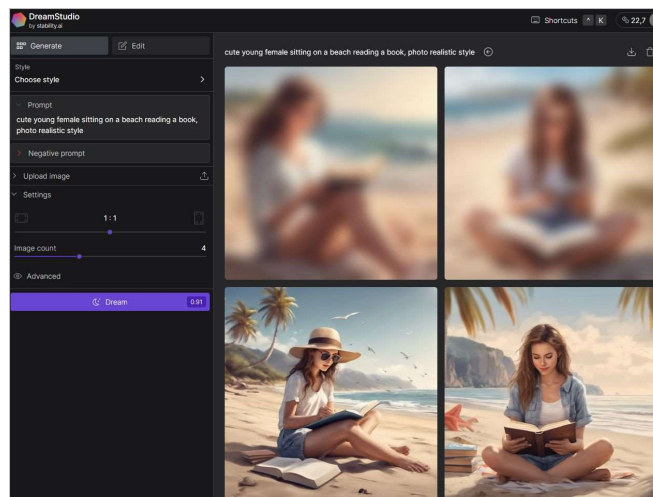 DreamStudio
by stability.ai
Shortcuts ^ K
22,7
Generate
Edit
Style
Choose style
Prompt
cute young female sitting on a beach reading a book,
photo realistic style
Negative prompt
Upload image
Settings
1:1
Image count
4
Advanced
Dream
0.91
cute young female sitting on a beach reading a book, photo realistic style